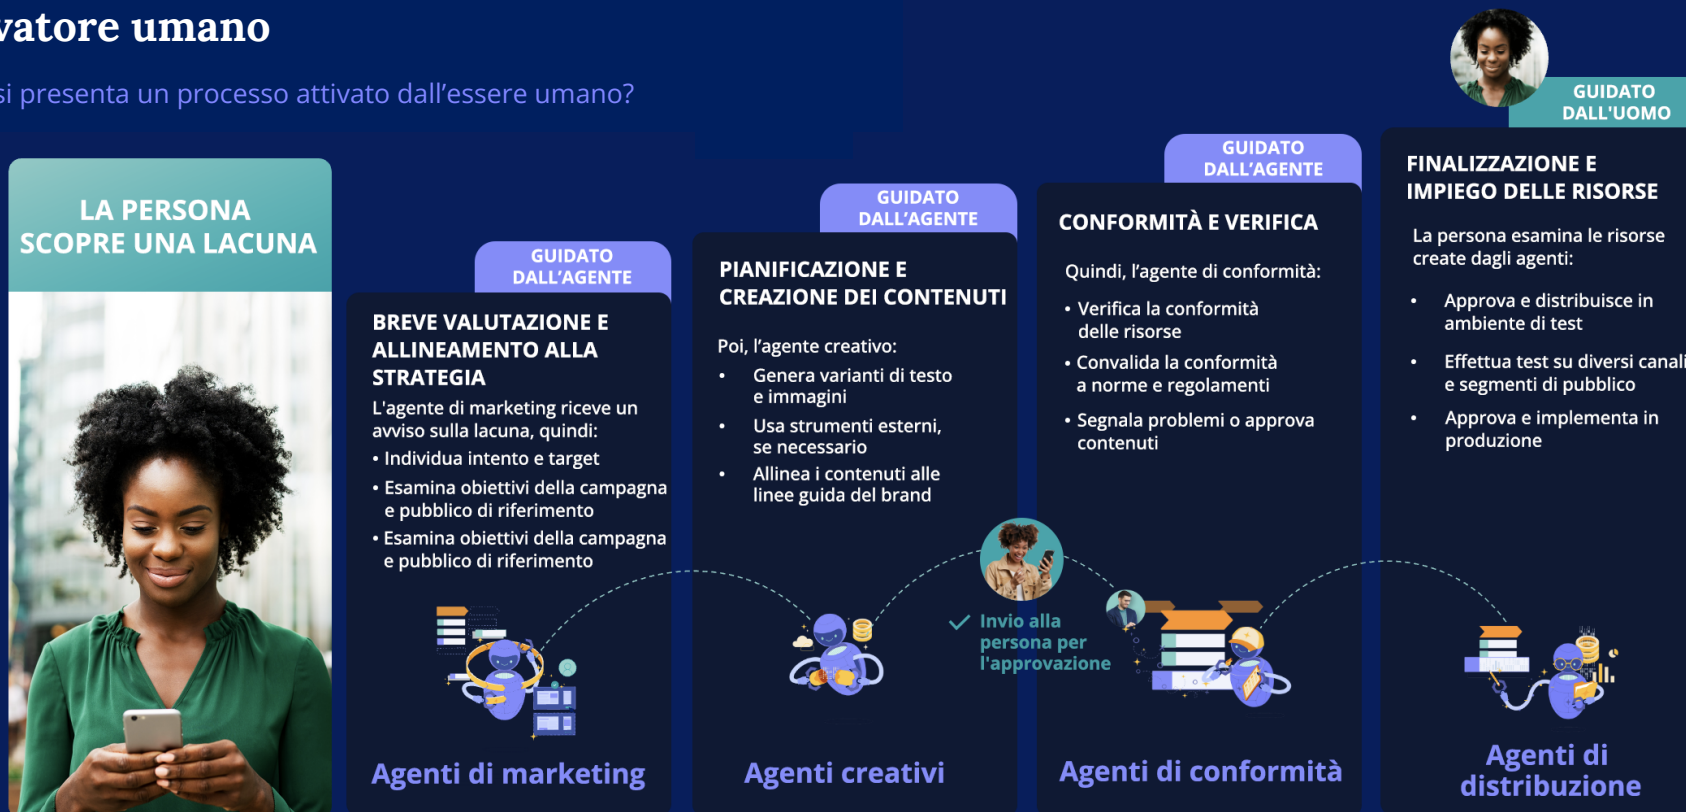 vatore umano
si presenta un processo attivato dall’essere umano?
LA PERSONA
SCOPRE UNA LACUNA
GUIDATO
DALL’AGENTE
BREVE VALUTAZIONE E
ALLINEAMENTO ALLA
STRATEGIA
L'agente di marketing riceve un
avviso sulla lacuna, quindi:
• Individua intento e target
• Esamina obiettivi della campagna
e pubblico di riferimento
• Esamina obiettivi della campagna
e pubblico di riferimento
Agenti di marketing
GUIDATO
DALL’AGENTE
PIANIFICAZIONE E
CREAZIONE DEI CONTENUTI
Poi, l’agente creativo:
• Genera varianti di testo
e immagini
• Usa strumenti esterni,
se necessario
• Allinea i contenuti alle
linee guida del brand
Invio alla
persona per
l'approvazione
Agenti creativi
GUIDATO
DALL’AGENTE
CONFORMITÀ E VERIFICA
Quindi, l’agente di conformità:
• Verifica la conformità
delle risorse
• Convalida la conformità
a norme e regolamenti
• Segnala problemi o approva
contenuti
Agenti di conformità
GUIDATO
DALL'UOMO
FINALIZZAZIONE E
IMPIEGO DELLE RISORSE
La persona esamina le risorse
create dagli agenti:
• Approva e distribuisce in
ambiente di test
• Effettua test su diversi canali
e segmenti di pubblico
• Approva e implementa in
produzione
Agenti di
distribuzione